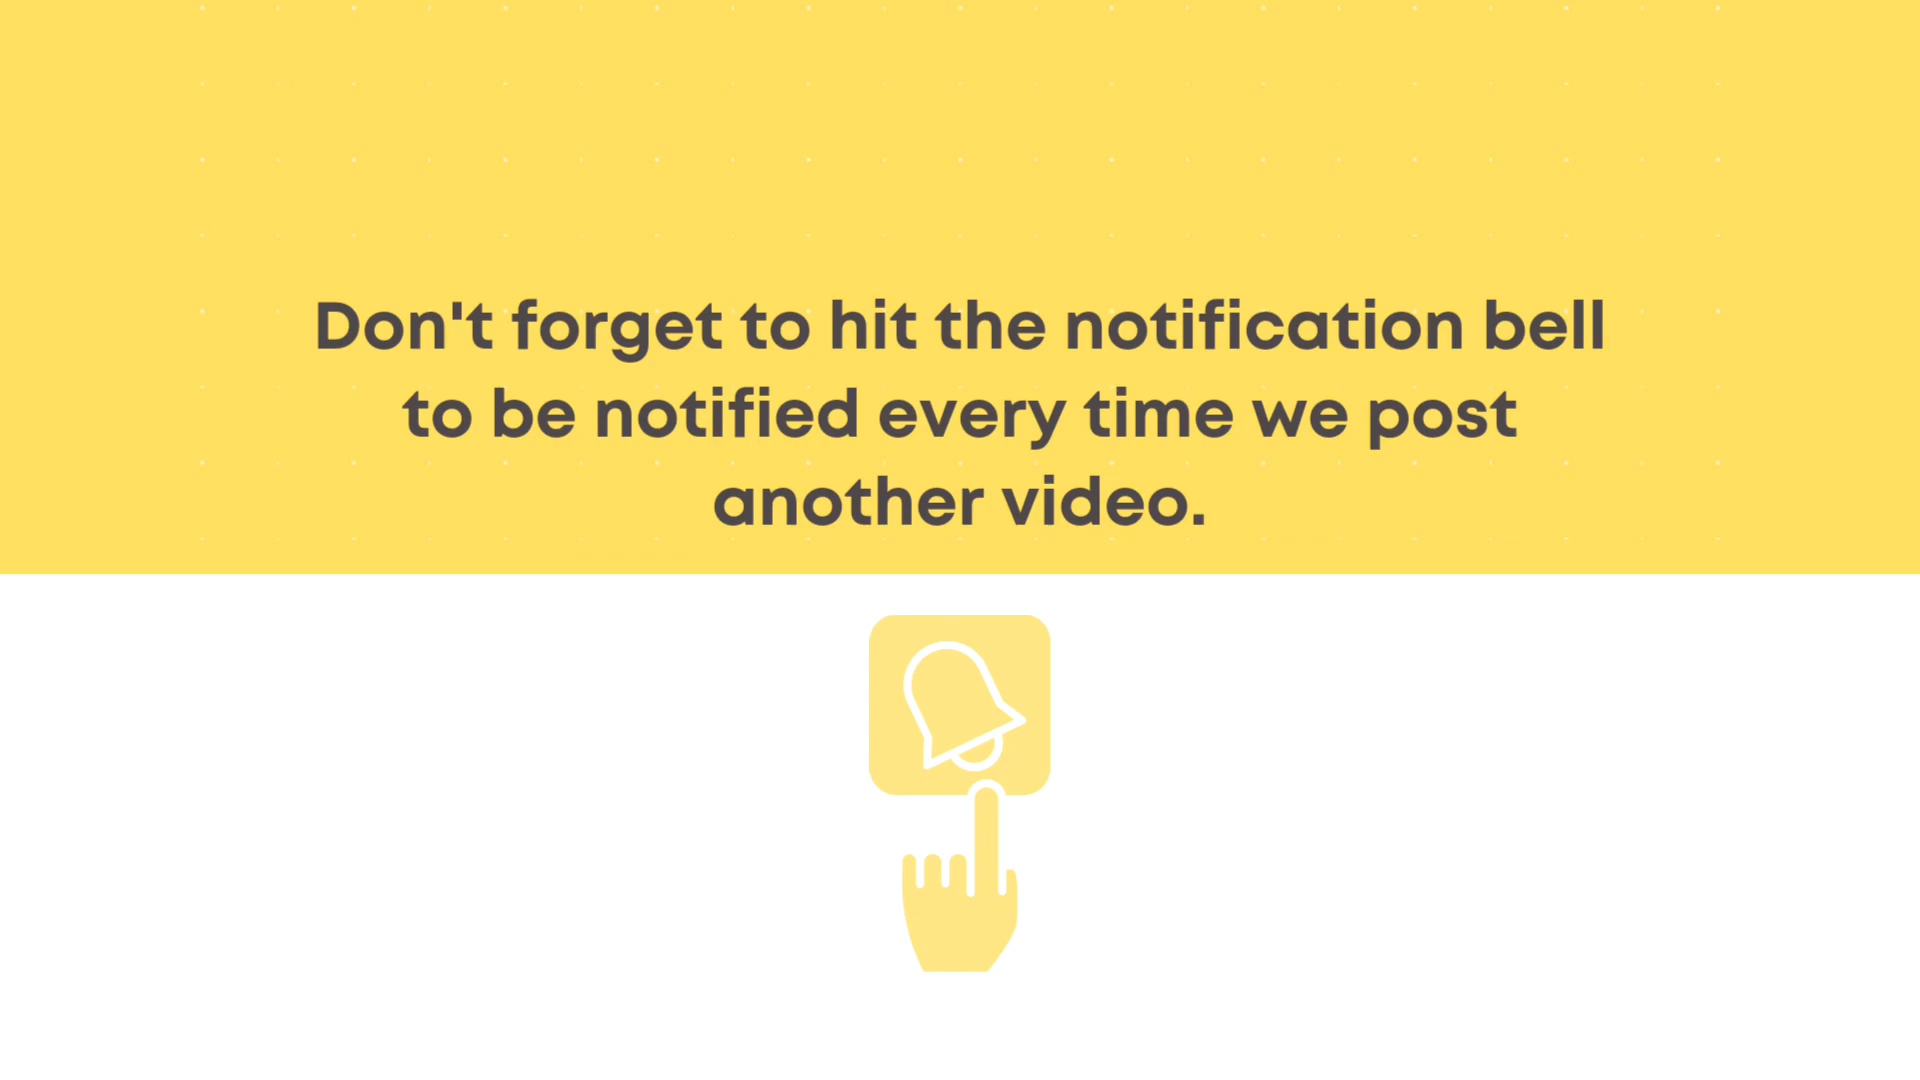 Don't forget to hit the notification bell
to be notified every time we post
another video.